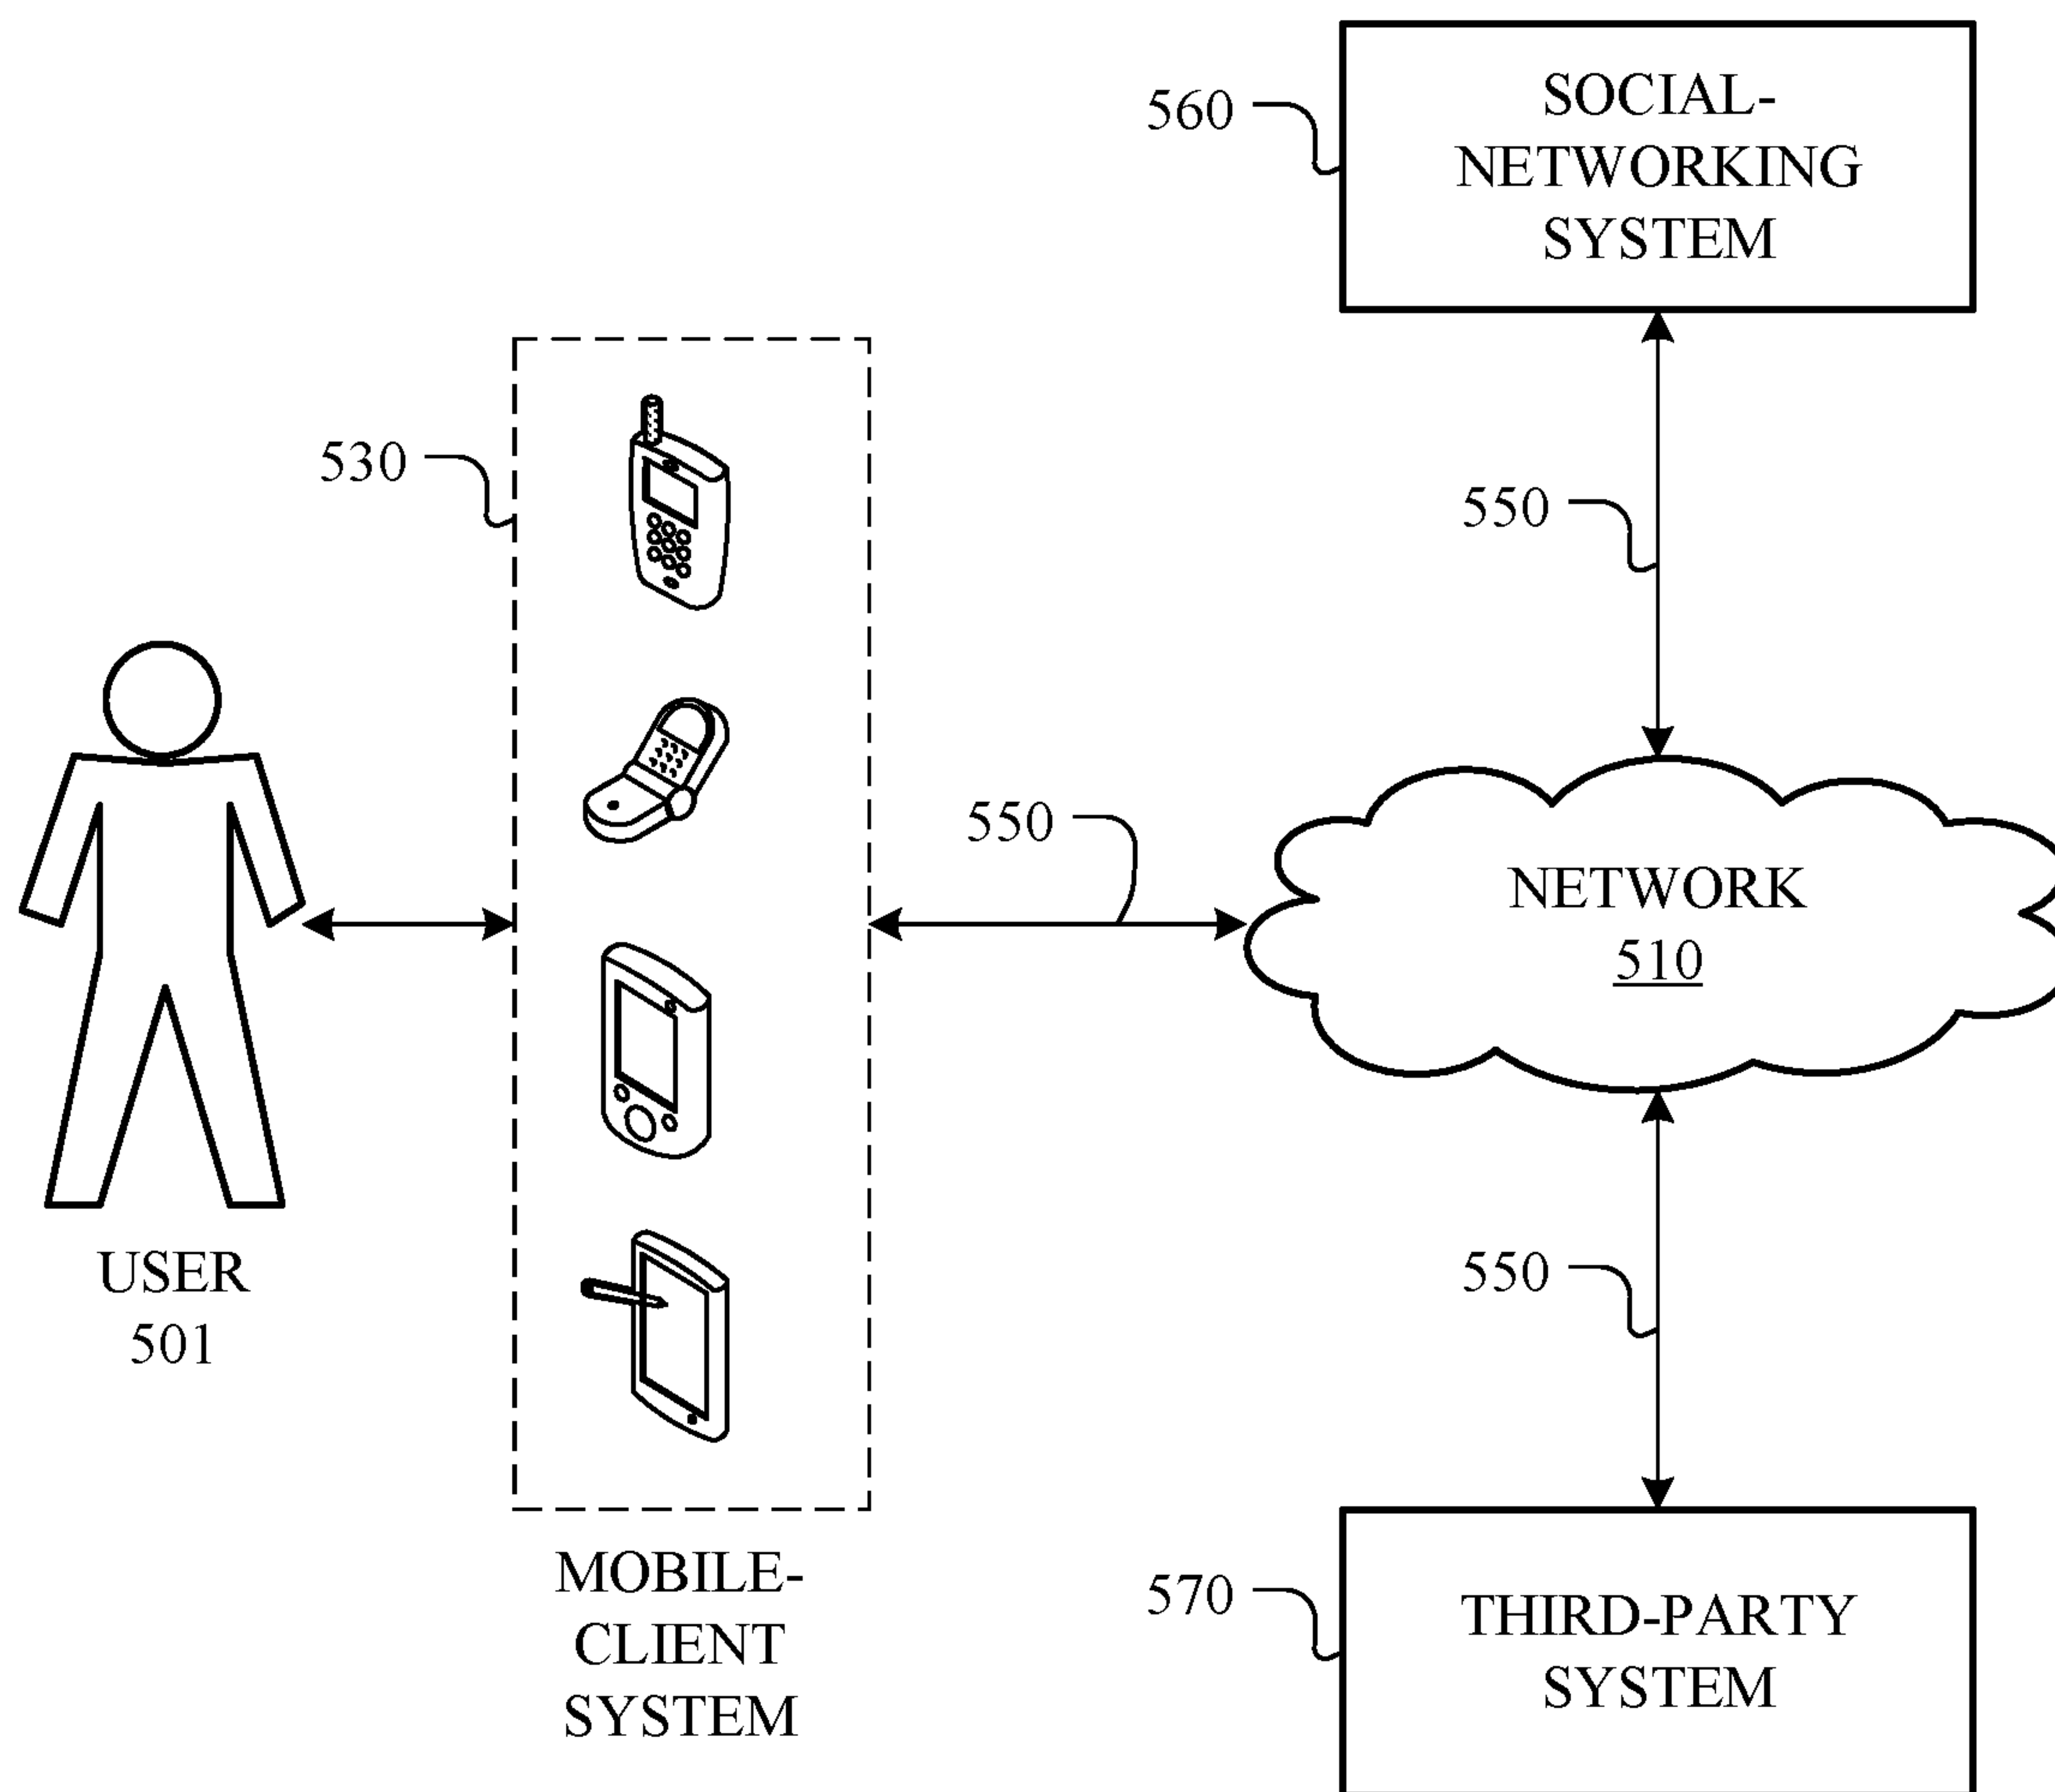 560
SOCIAL-
NETWORKING
SYSTEM
530
550
550
NETWORK
510
USER
501
550
MOBILE-
CLIENT
SYSTEM
570
THIRD-PARTY
SYSTEM